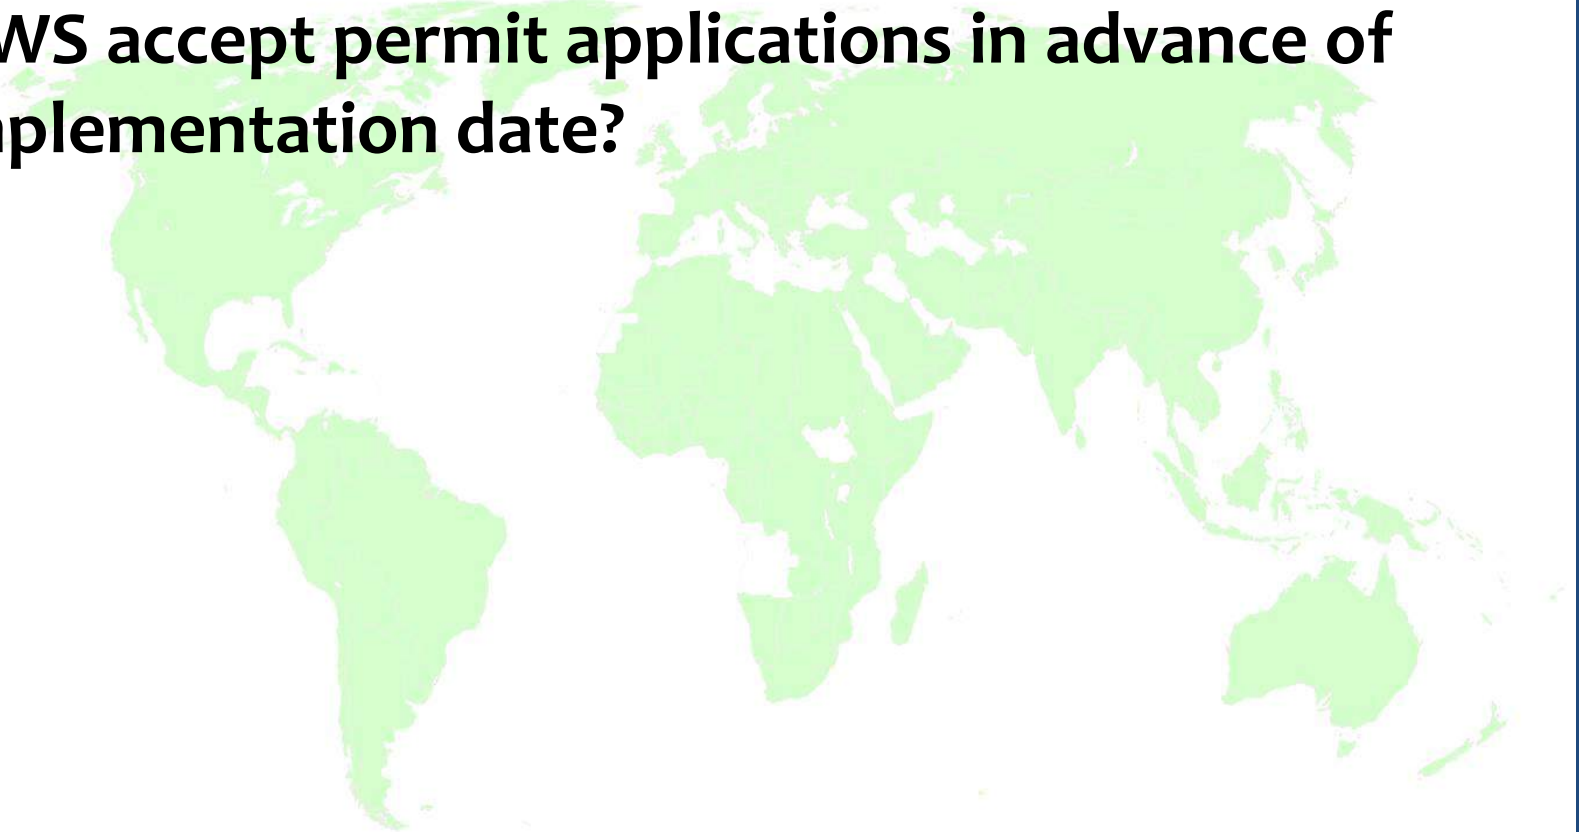 WS accept permit applications in advance of
plementation date?